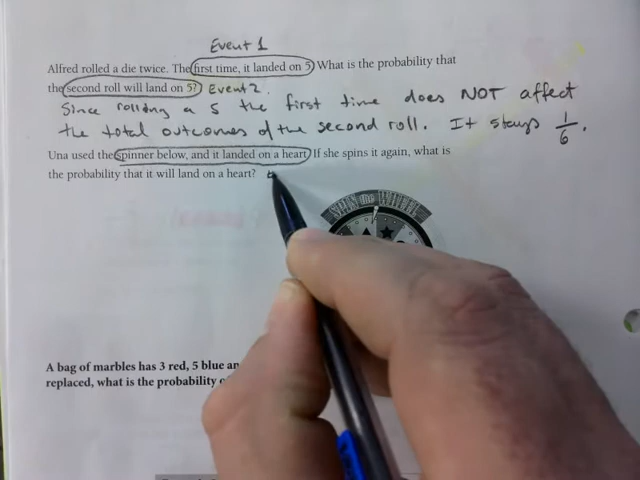 Event 1
Alfred rolled a die twice. The first time, it landed on 5. What is the probability that
the second roll will land on 5? Event 2.
Since rolling a 5 the first time does NOT affect
the total outcomes of the second roll. It stays 1/6.
Una used the spinner below, and it landed on a heart. If she spins it again, what is
the probability that it will land on a heart?
SPIN THE WHEEL
A bag of marbles has 3 red, 5 blue
replaced, what is the probability